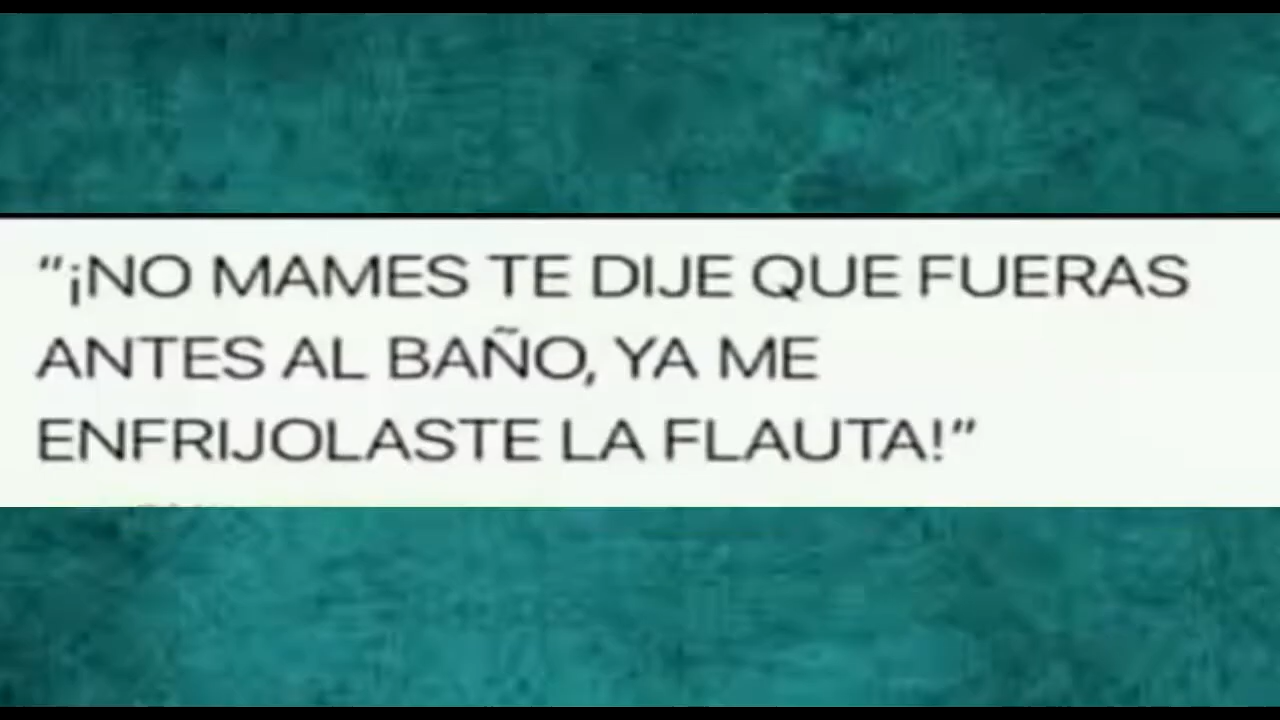 “¡NO MAMES TE DIJE QUE FUERAS
ANTES AL BAÑO, YA ME
ENFRIJOLASTE LA FLAUTA!”